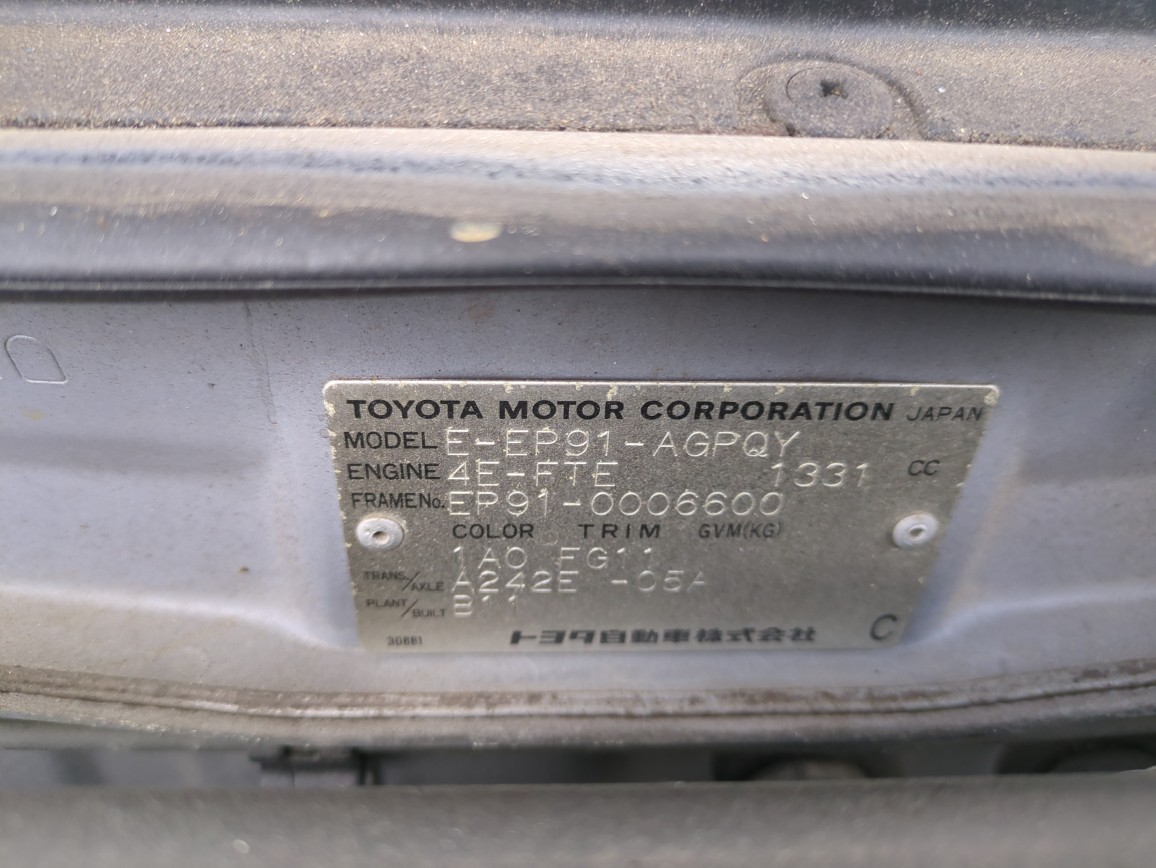 TOYOTA MOTOR CORPORATION JAPAN
MODEL E-EP91-AGPQY
ENGINE 4E-FTE 1331 CC
FRAME No. EP91-0006600
COLOR TRIM GVM(KG)
1A0 FG11
TRANS/AXLE A242E -05A
PLANT/BUILT B11
30881 トヨタ自動車株式会社 C